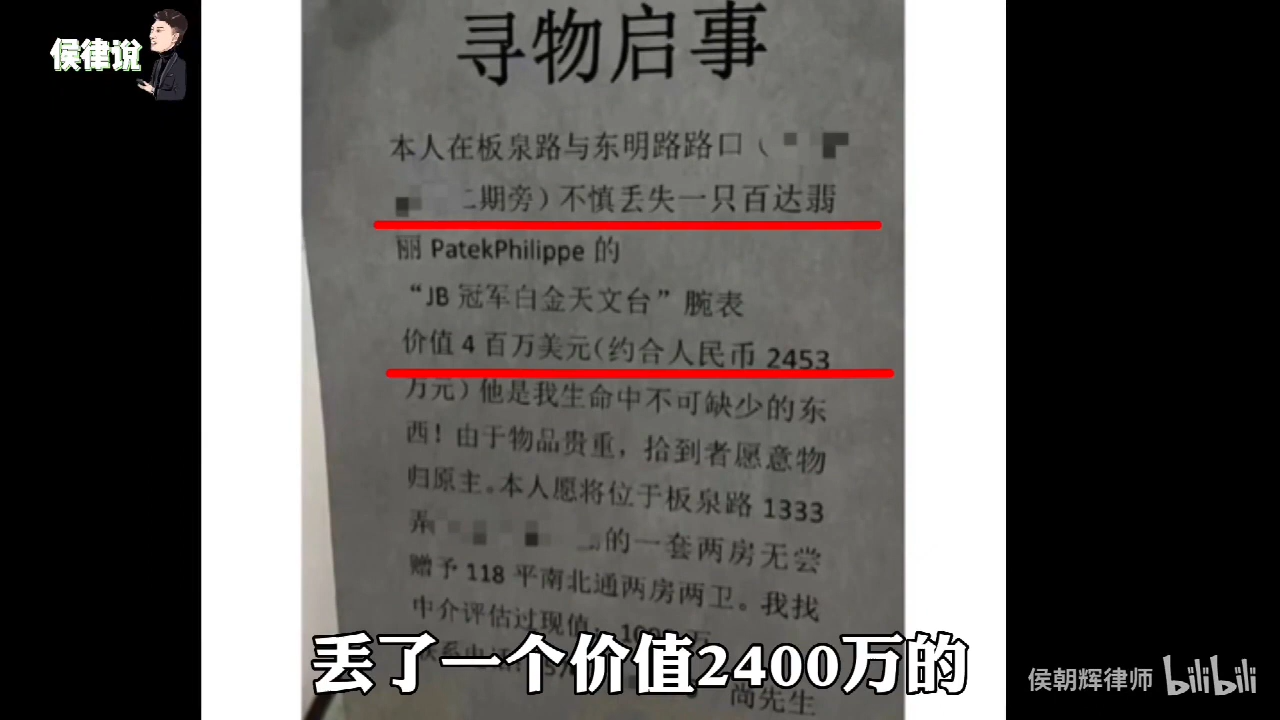 侯律说
寻物启事
本人在板泉路与东明路路口（
二期旁）不慎丢失一只百达翡
丽 PatekPhilippe 的
“JB 冠军白金天文台”腕表
价值 4 百万美元（约合人民币 2453
万元）他是我生命中不可缺少的东
西！由于物品贵重，拾到者愿意物
归原主。本人愿将位于板泉路 1333
弄 的一套两房无尝
赠予 118 平南北通两房两卫。我找
中介评估过现值：
尚先生
丢了一个价值2400万的
侯朝辉律师 bilibili